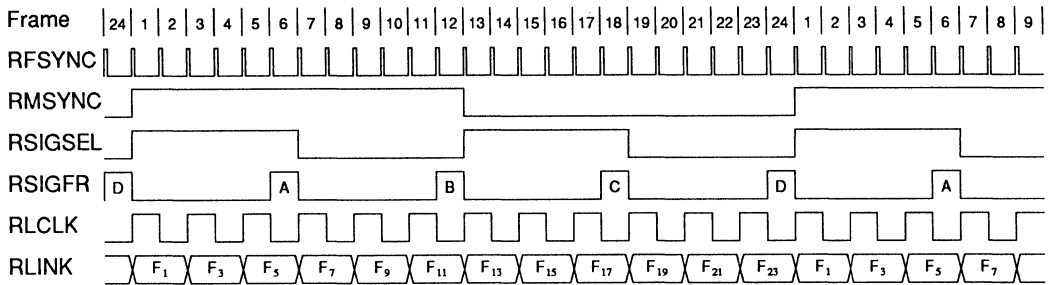 Frame 24 1 2 3 4 5 6 7 8 9 10 11 12 13 14 15 16 17 18 19 20 21 22 23 24 1 2 3 4 5 6 7 8 9
RFSYNC
RMSYNC
RSIGSEL
RSIGFR D A B C D A
RLCLK
RLINK F₁ F₃ F₅ F₇ F₉ F₁₁ F₁₃ F₁₅ F₁₇ F₁₉ F₂₁ F₂₃ F₁ F₃ F₅ F₇